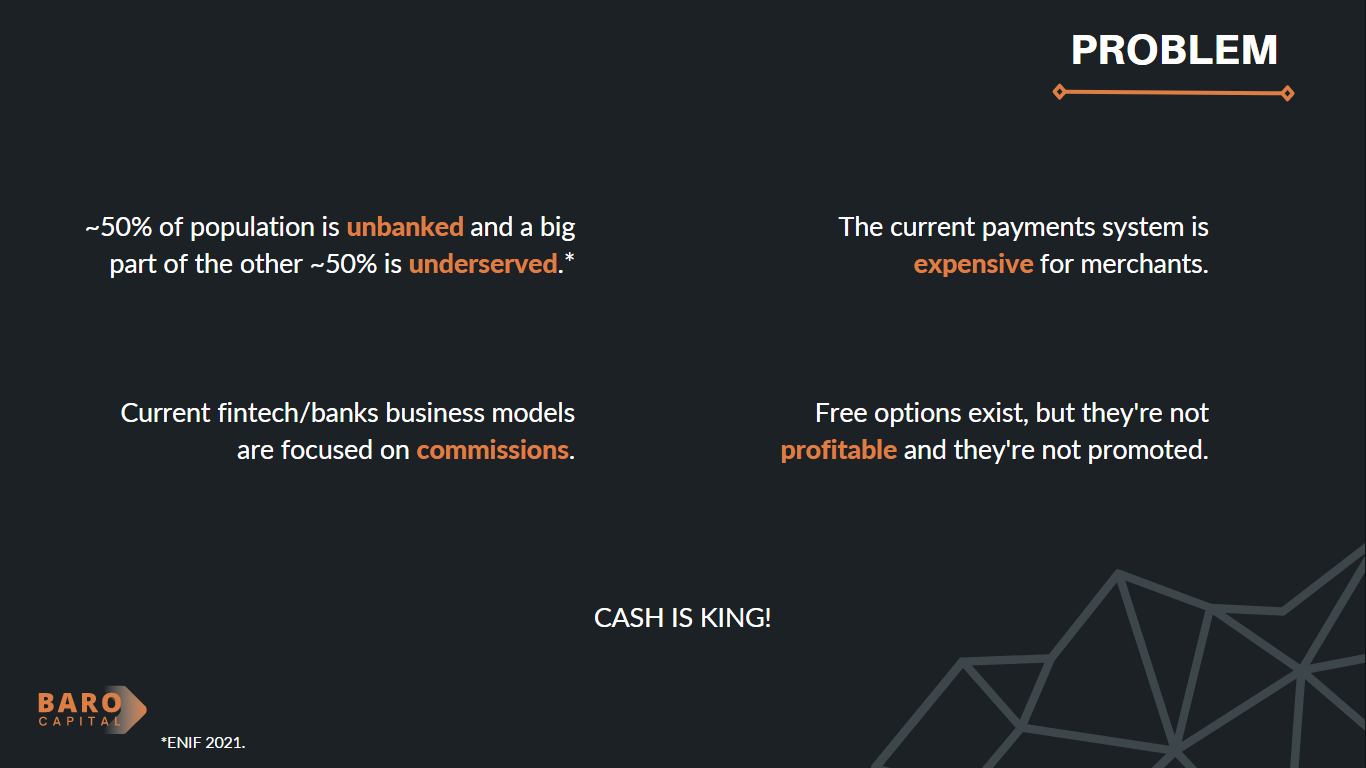 PROBLEM
~50% of population is unbanked and a big
part of the other ~50% is underserved.*
The current payments system is
expensive for merchants.
Current fintech/banks business models
are focused on commissions.
Free options exist, but they're not
profitable and they're not promoted.
CASH IS KING!
BARO
CAPITAL
*ENIF 2021.